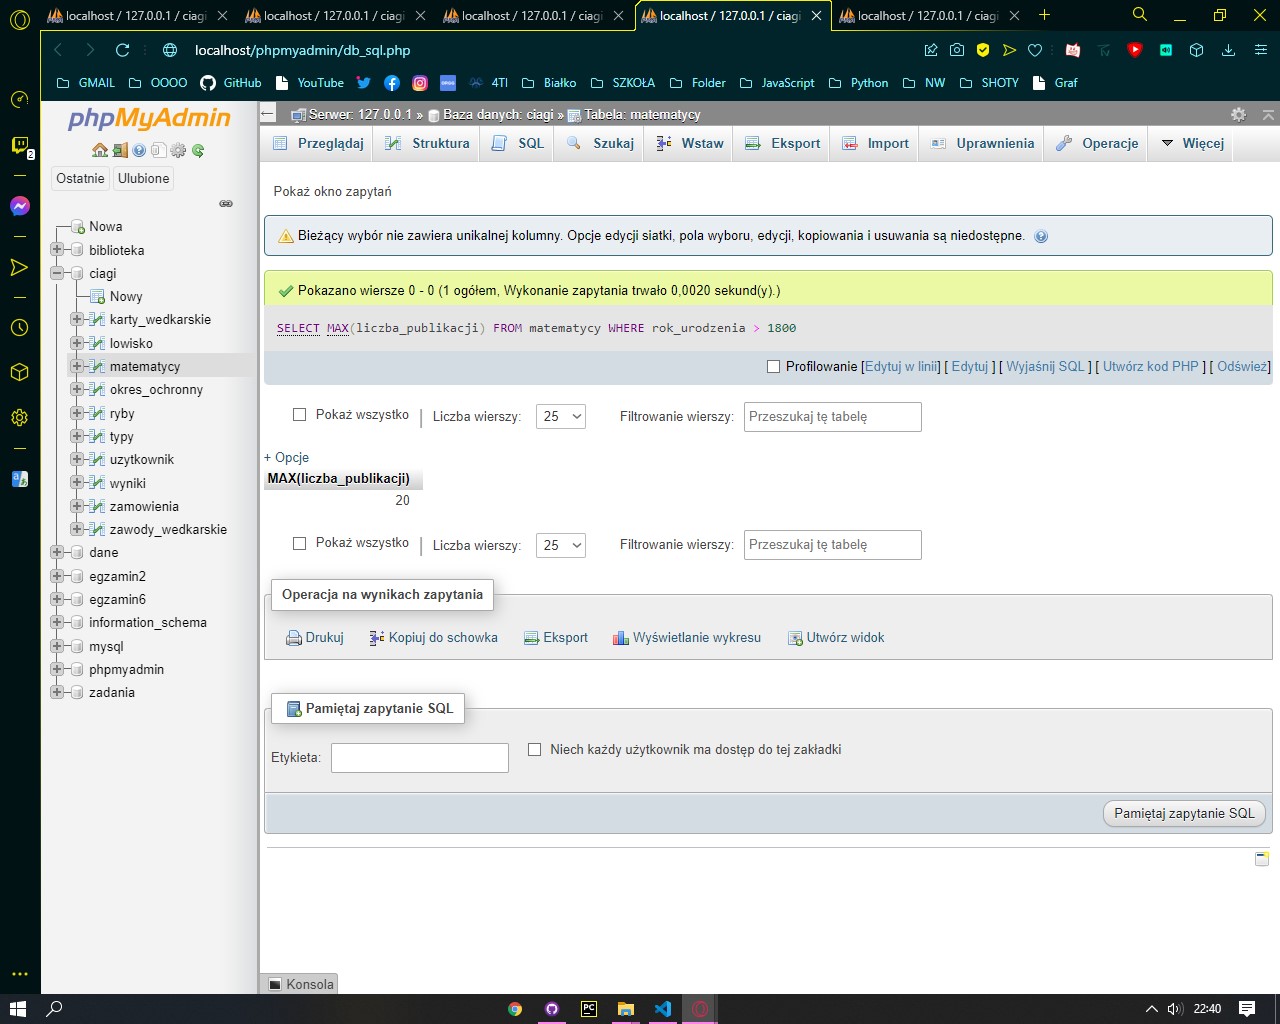 localhost / 127.0.0.1 / ciagi
localhost / 127.0.0.1 / ciagi
localhost / 127.0.0.1 / ciagi
localhost / 127.0.0.1 / ciagi
localhost / 127.0.0.1 / ciagi
localhost/phpmyadmin/db_sql.php
GMAIL OOOO GitHub YouTube 4TI Białko SZKOŁA Folder JavaScript Python NW SHOTY Graf
2
phpMyAdmin
Ostatnie Ulubione
Nowa
biblioteka
ciagi
Nowy
karty_wedkarskie
lowisko
matematycy
okres_ochronny
ryby
typy
uzytkownik
wyniki
zamowienia
zawody_wedkarskie
dane
egzamin2
egzamin6
information_schema
mysql
phpmyadmin
zadania
Serwer: 127.0.0.1 » Baza danych: ciagi » Tabela: matematycy
Przeglądaj Struktura SQL Szukaj Wstaw Eksport Import Uprawnienia Operacje Więcej
Pokaż okno zapytań
Bieżący wybór nie zawiera unikalnej kolumny. Opcje edycji siatki, pola wyboru, edycji, kopiowania i usuwania są niedostępne.
Pokazano wiersze 0 - 0 (1 ogółem, Wykonanie zapytania trwało 0,0020 sekund(y).)
SELECT MAX(liczba_publikacji) FROM matematycy WHERE rok_urodzenia > 1800
Profilowanie [Edytuj w linii] [ Edytuj ] [ Wyjaśnij SQL ] [ Utwórz kod PHP ] [ Odśwież]
Pokaż wszystko | Liczba wierszy: 25 Filtrowanie wierszy: Przeszukaj tę tabelę
+ Opcje
MAX(liczba_publikacji)
20
Pokaż wszystko | Liczba wierszy: 25 Filtrowanie wierszy: Przeszukaj tę tabelę
Operacja na wynikach zapytania
Drukuj Kopiuj do schowka Eksport Wyświetlanie wykresu Utwórz widok
Pamiętaj zapytanie SQL
Etykieta: Niech każdy użytkownik ma dostęp do tej zakładki
Pamiętaj zapytanie SQL
Konsola
PC
22:40